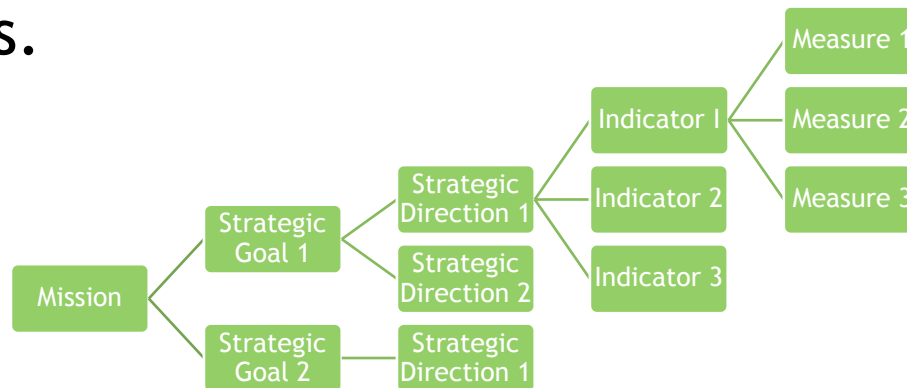 s.
Mission
Strategic
Goal 1
Strategic
Goal 2
Strategic
Direction 1
Strategic
Direction 2
Strategic
Direction 1
Indicator I
Indicator 2
Indicator 3
Measure 1
Measure 2
Measure 3